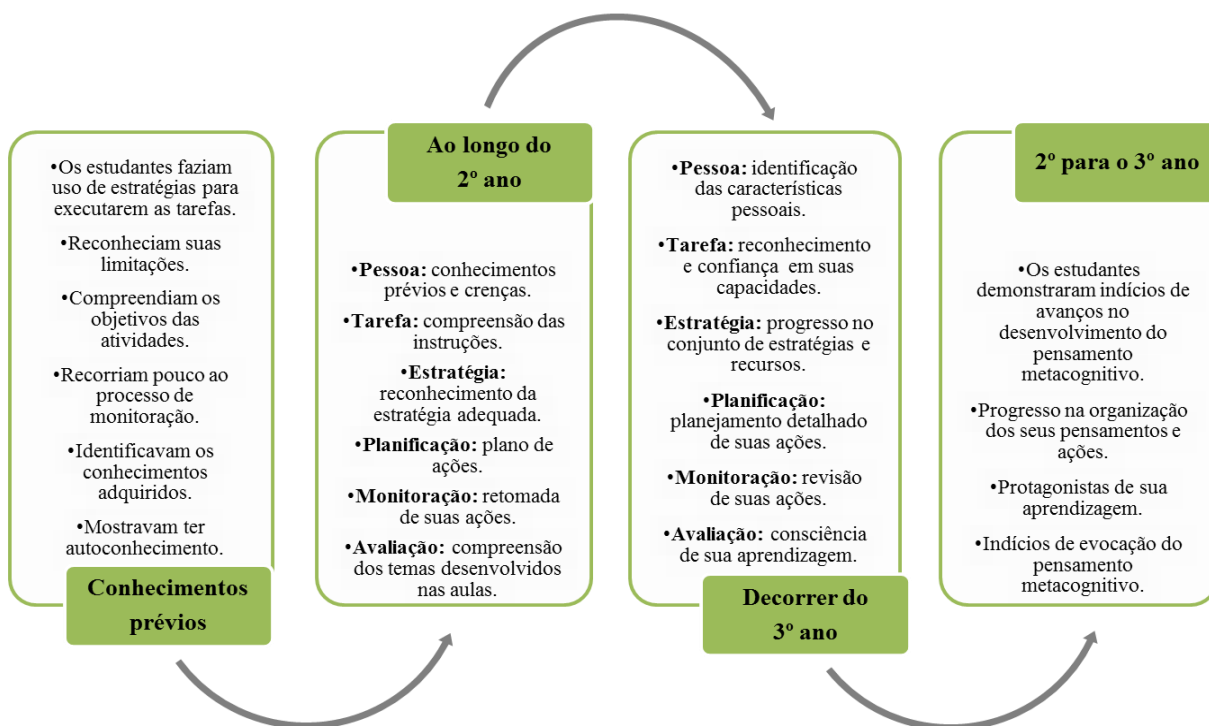 •Os estudantes faziam
uso de estratégias para
executarem as tarefas.
•Reconheciam suas
limitações.
•Compreendiam os
objetivos das
atividades.
•Recorriam pouco ao
processo de
monitoração.
•Identificavam os
conhecimentos
adquiridos.
•Mostravam ter
autoconhecimento.
Conhecimentos
prévios
Ao longo do
2º ano
•Pessoa: conhecimentos
prévios e crenças.
•Tarefa: compreensão das
instruções.
•Estratégia:
reconhecimento da
estratégia adequada.
•Planificação: plano de
ações.
•Monitoração: retomada
de suas ações.
•Avaliação: compreensão
dos temas desenvolvidos
nas aulas.
•Pessoa: identificação
das características
pessoais.
•Tarefa: reconhecimento
e confiança em suas
capacidades.
•Estratégia: progresso no
conjunto de estratégias e
recursos.
•Planificação:
planejamento detalhado
de suas ações.
•Monitoração: revisão
de suas ações.
•Avaliação: consciência
de sua aprendizagem.
Decorrer do
3º ano
2º para o 3º ano
•Os estudantes
demonstraram indícios de
avanços no
desenvolvimento do
pensamento
metacognitivo.
•Progresso na organização
dos seus pensamentos e
ações.
•Protagonistas de sua
aprendizagem.
•Indícios de evocação do
pensamento
metacognitivo.